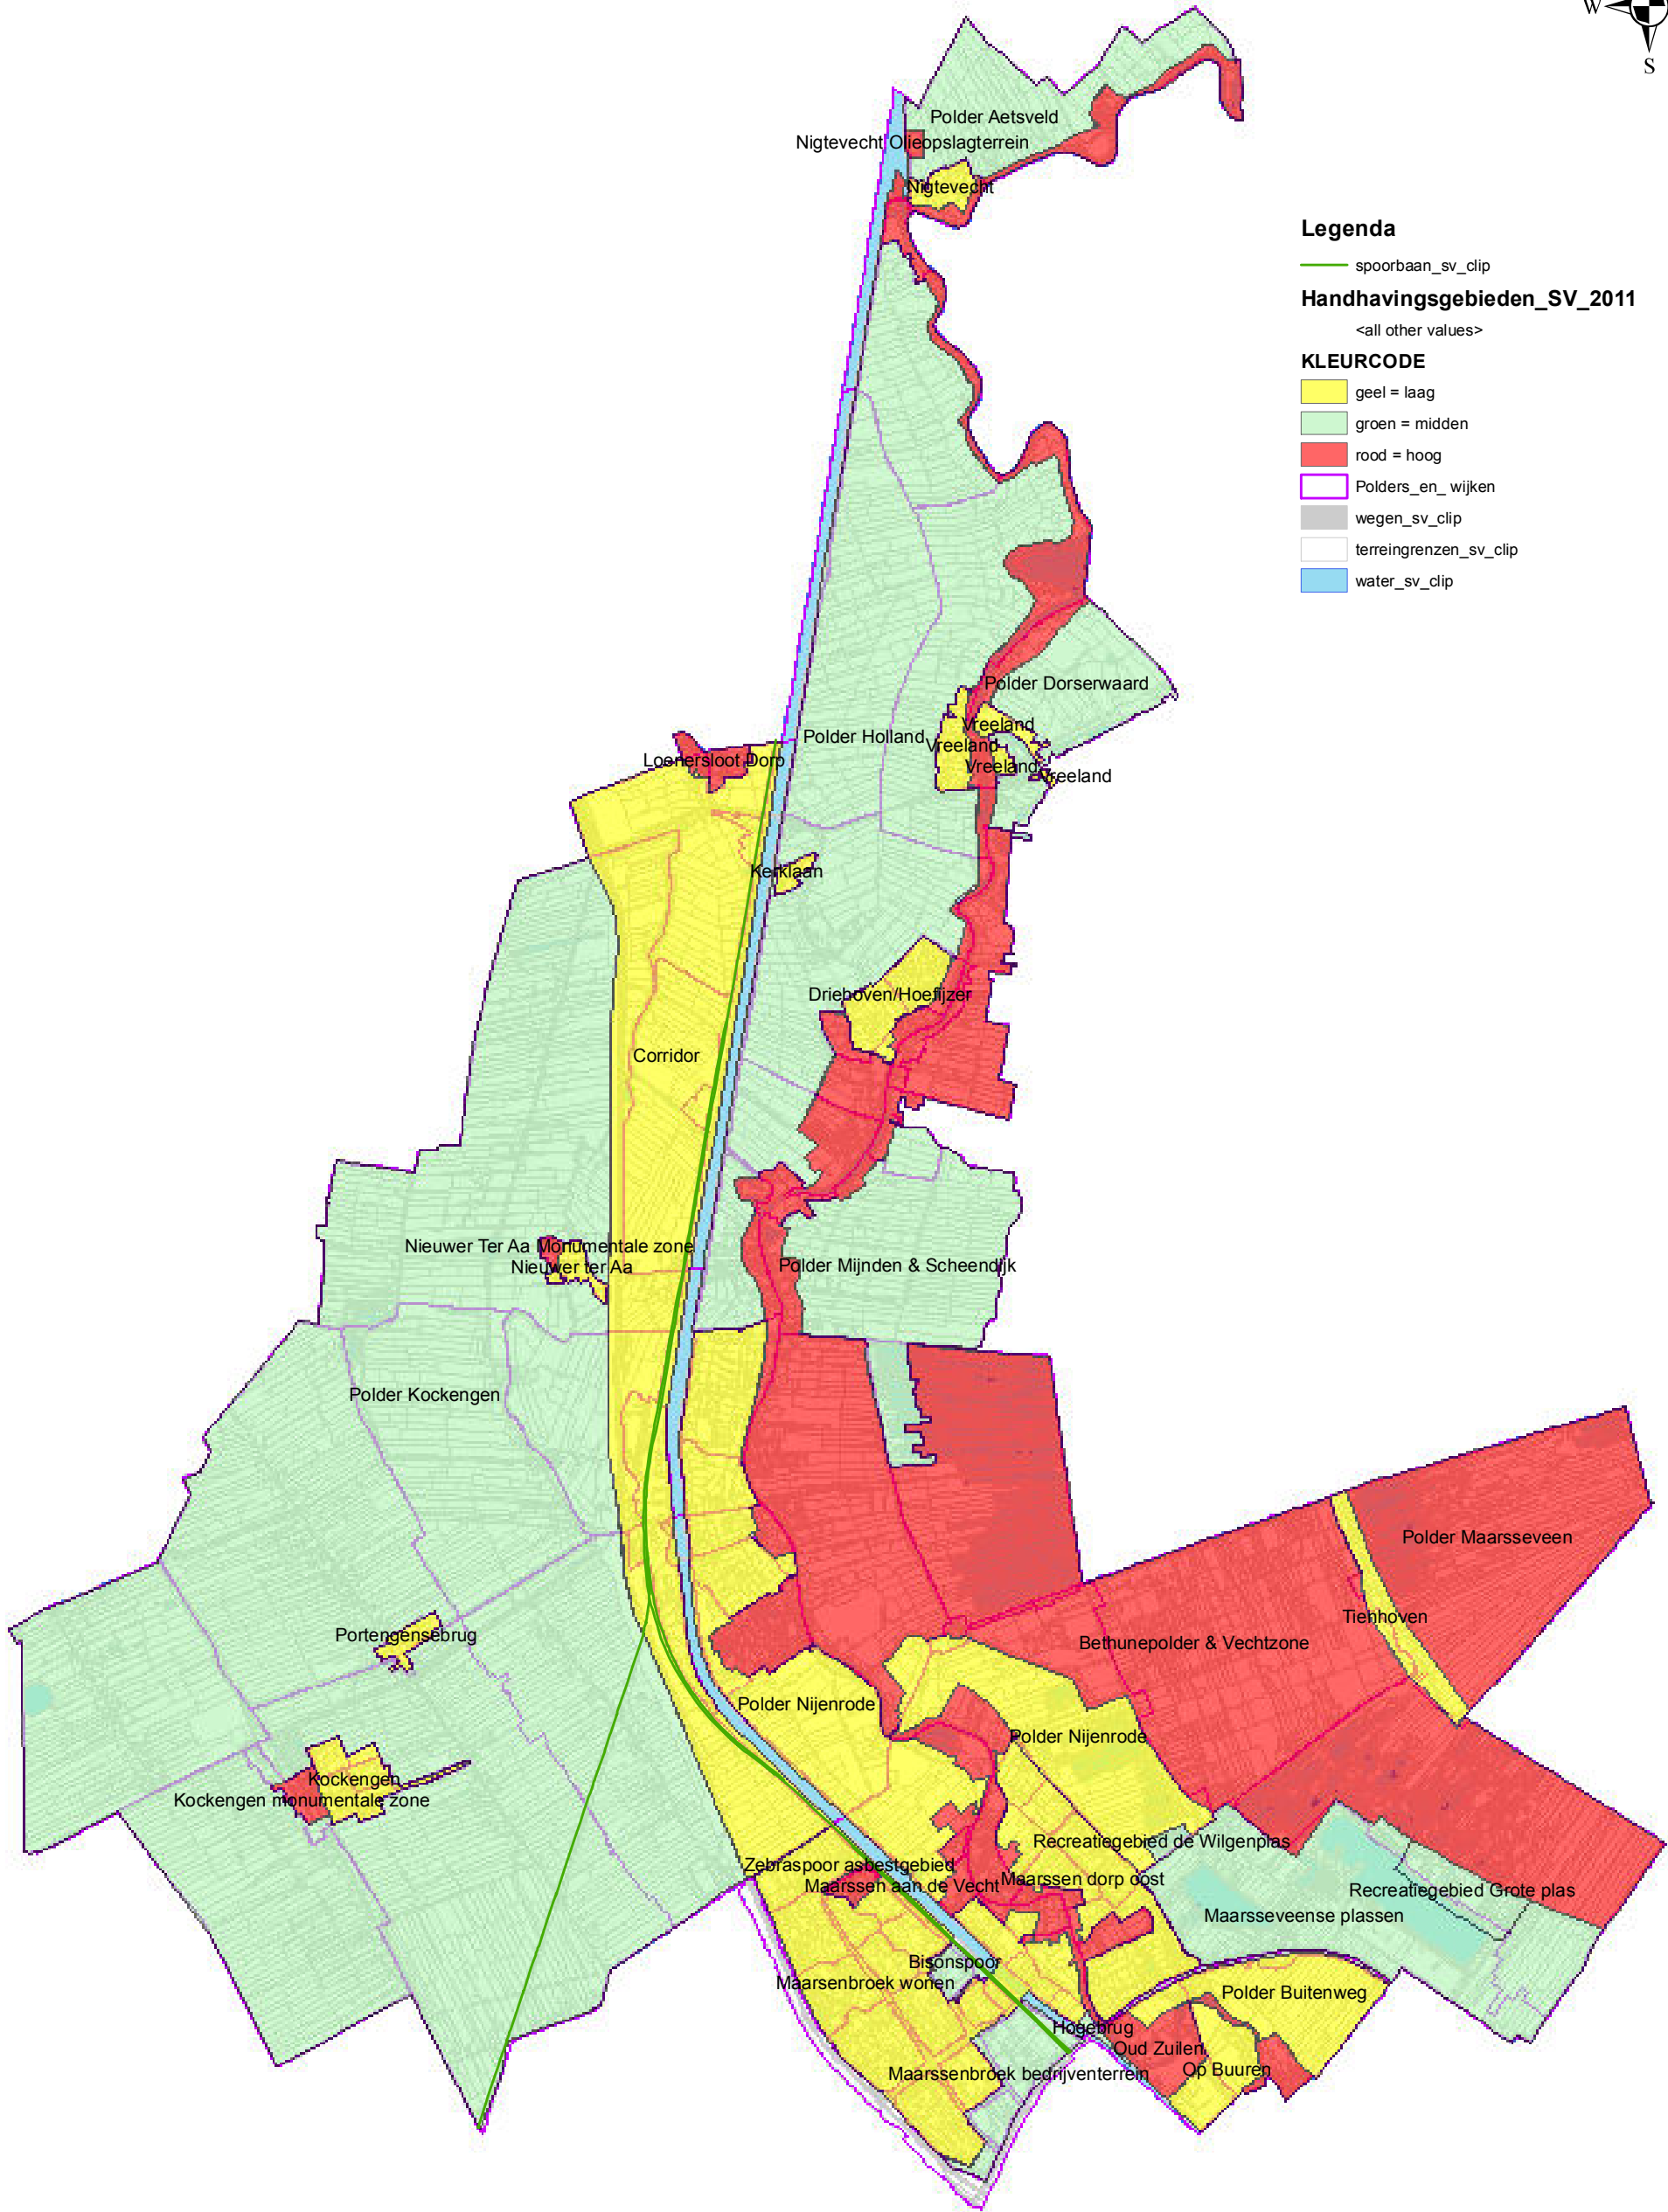 W
S
Polder Aetsveld
Nigtevecht Olieopslagterrein
Nigtevecht
Legenda
spoorbaan_sv_clip
Handhavingsgebieden_SV_2011
<all other values>
KLEURCODE
geel = laag
groen = midden
rood = hoog
Polders_en_ wijken
wegen_sv_clip
terreingrenzen_sv_clip
water_sv_clip
Polder Dorserwaard
Vreeland
Polder Holland
Vreeland
Loenersloot Dorp
Vreeland
Vreeland
Kerklaan
Driehoven/Hoefijzer
Corridor
Nieuwer Ter Aa Monumentale zone
Nieuwer ter Aa
Polder Mijnden & Scheendijk
Polder Kockengen
Polder Maarsseveen
Tienhoven
Portengensebrug
Bethunepolder & Vechtzone
Polder Nijenrode
Polder Nijenrode
Kockengen
Kockengen monumentale zone
Recreatiegebied de Wilgenplas
Zebraspoor asbestgebied
Maarssen dorp oost
Maarssen aan de Vecht
Recreatiegebied Grote plas
Maarsseveense plassen
Bisonspoor
Maarsenbroek wonen
Polder Buitenweg
Hogebrug
Oud Zuilen
Op Buuren
Maarssenbroek bedrijventerrein